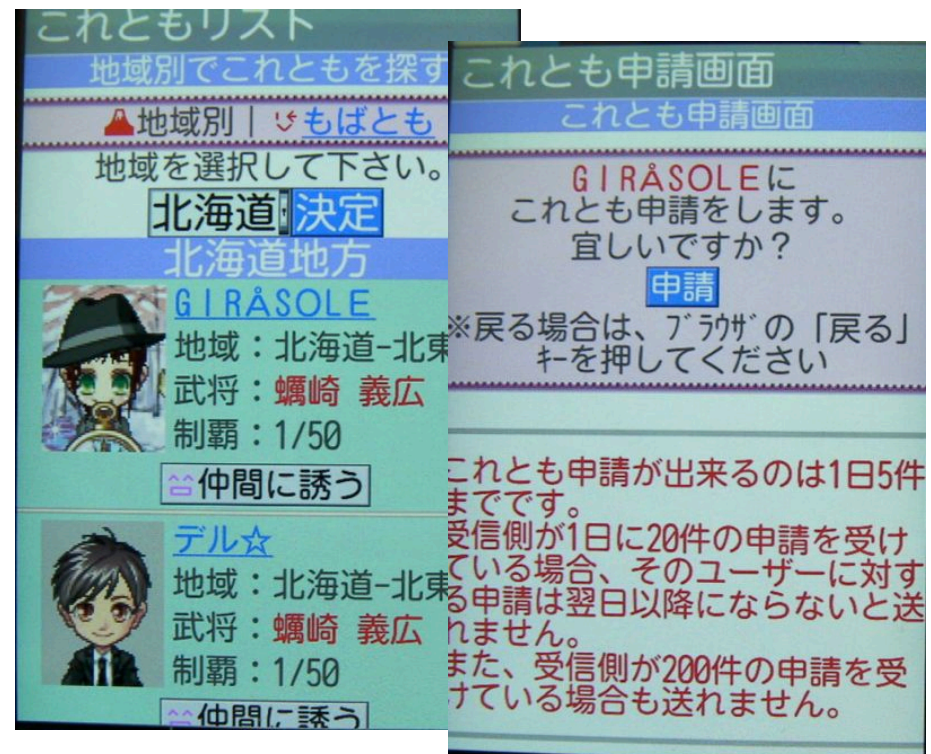 これともリスト
地域別でこれともを探す
地域別 | もばとも
地域を選択して下さい。
北海道 決定
北海道地方
GIRÅSOLE
地域：北海道−北東
武将：蠣崎 義広
制覇：1/50
仲間に誘う
デル☆
地域：北海道−北東
武将：蠣崎 義広
制覇：1/50
仲間に誘う
これとも申請画面
これとも申請画面
GIRÅSOLEに
これとも申請をします。
宜しいですか？
申請
※戻る場合は、ﾌﾞﾗｳｻﾞの「戻る」
ｷｰを押してください
これとも申請が出来るのは1日5件
までです。
受信側が1日に20件の申請を受け
ている場合、そのユーザーに対す
る申請は翌日以降にならないと送
れません。
また、受信側が200件の申請を受
けている場合も送れません。